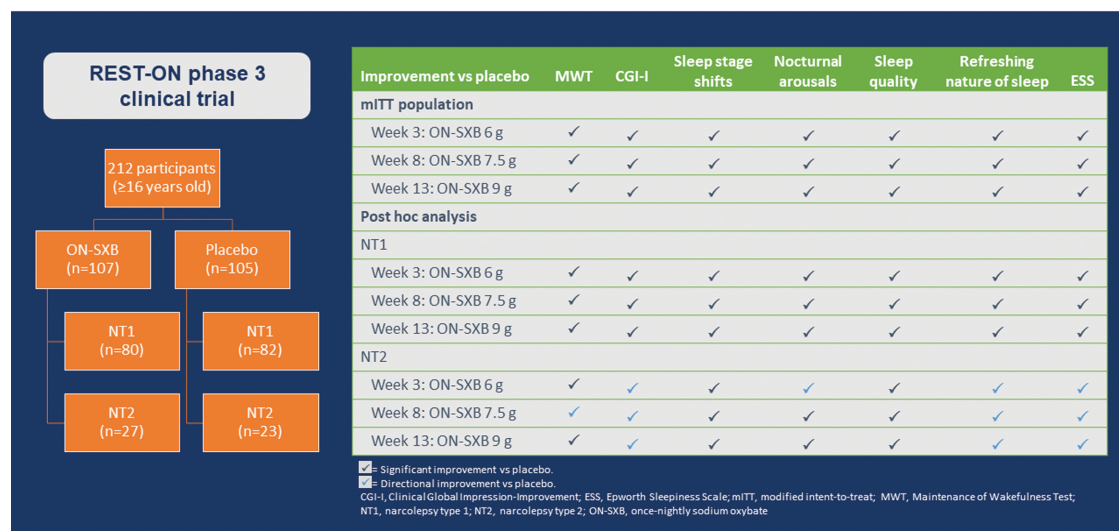 REST-ON phase 3
clinical trial
212 participants
(≥16 years old)
ON-SXB
(n=107)
Placebo
(n=105)
NT1
(n=80)
NT1
(n=82)
NT2
(n=27)
NT2
(n=23)
Improvement vs placebo MWT CGI-I Sleep stage shifts Nocturnal arousals Sleep quality Refreshing nature of sleep ESS
mITT population
Week 3: ON-SXB 6 g ✓ ✓ ✓ ✓ ✓ ✓ ✓
Week 8: ON-SXB 7.5 g ✓ ✓ ✓ ✓ ✓ ✓ ✓
Week 13: ON-SXB 9 g ✓ ✓ ✓ ✓ ✓ ✓ ✓
Post hoc analysis
NT1
Week 3: ON-SXB 6 g ✓ ✓ ✓ ✓ ✓ ✓ ✓
Week 8: ON-SXB 7.5 g ✓ ✓ ✓ ✓ ✓ ✓ ✓
Week 13: ON-SXB 9 g ✓ ✓ ✓ ✓ ✓ ✓ ✓
NT2
Week 3: ON-SXB 6 g ✓ ✓ ✓ ✓ ✓ ✓ ✓
Week 8: ON-SXB 7.5 g ✓ ✓ ✓ ✓ ✓ ✓ ✓
Week 13: ON-SXB 9 g ✓ ✓ ✓ ✓ ✓ ✓ ✓
✓= Significant improvement vs placebo.
✓= Directional improvement vs placebo.
CGI-I, Clinical Global Impression-Improvement; ESS, Epworth Sleepiness Scale; mITT, modified intent-to-treat; MWT, Maintenance of Wakefulness Test;
NT1, narcolepsy type 1; NT2, narcolepsy type 2; ON-SXB, once-nightly sodium oxybate